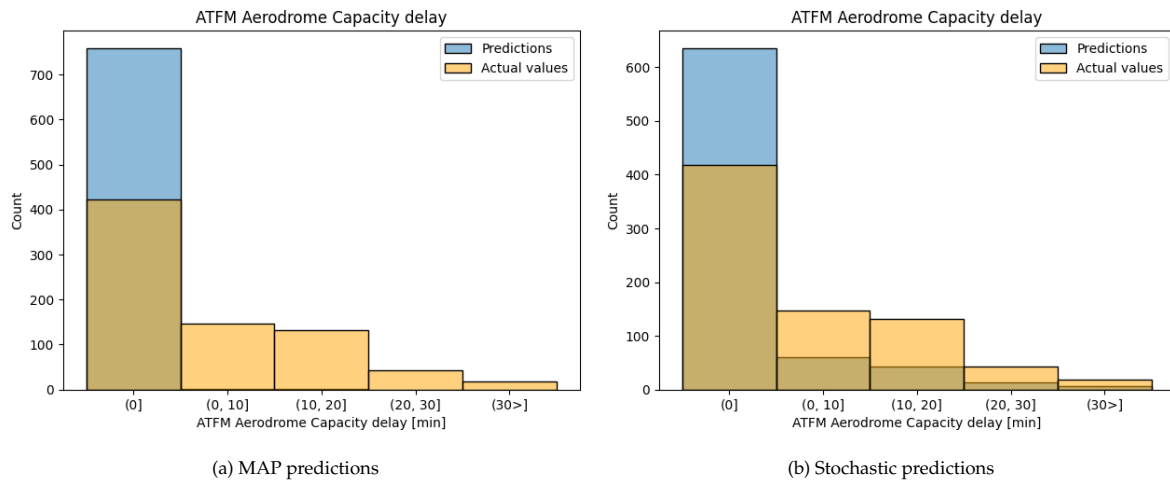 ATFM Aerodrome Capacity delay
Predictions
Actual values
700
600
500
400
300
200
100
0
Count
(0]
(0, 10]
(10, 20]
(20, 30]
(30>]
ATFM Aerodrome Capacity delay [min]
(a) MAP predictions
ATFM Aerodrome Capacity delay
Predictions
Actual values
600
500
400
300
200
100
0
Count
(0]
(0, 10]
(10, 20]
(20, 30]
(30>]
ATFM Aerodrome Capacity delay [min]
(b) Stochastic predictions